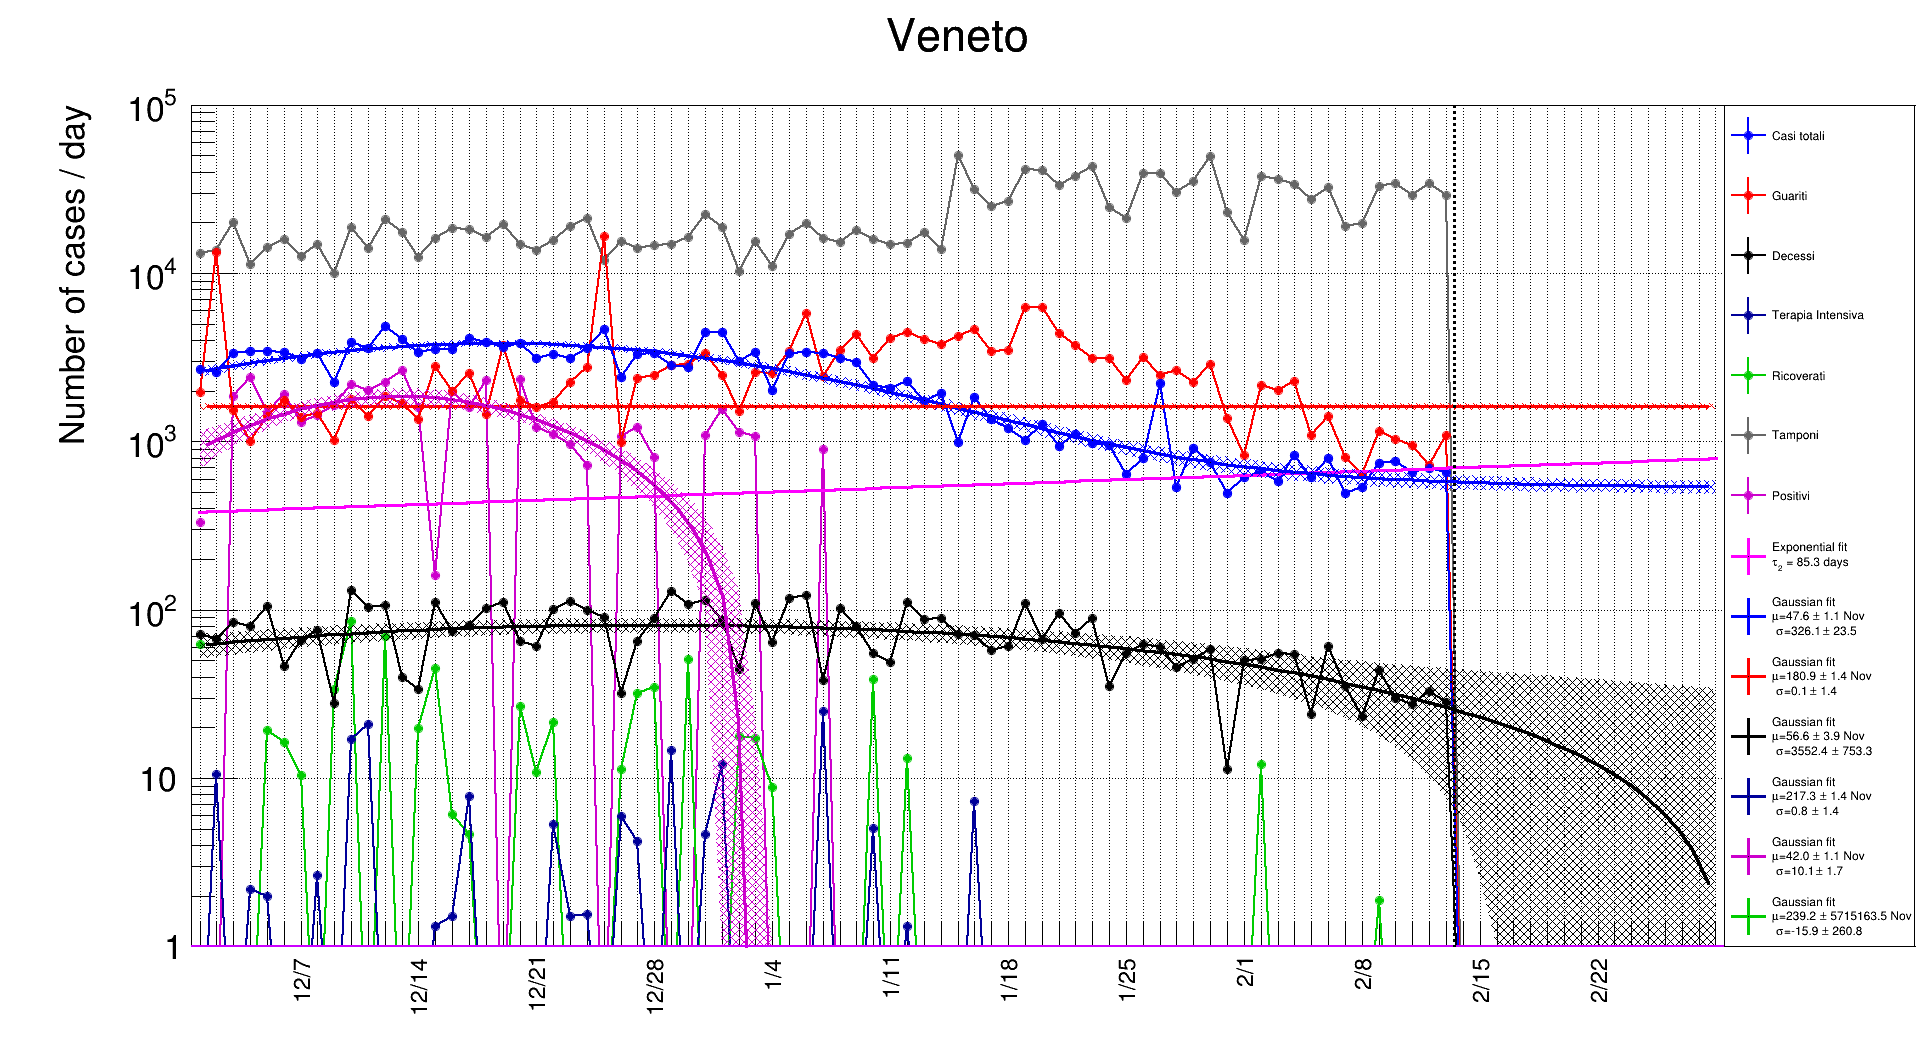 Veneto
Number of cases / day
10^5
10^4
10^3
10^2
10
1
12/7
12/14
12/21
12/28
1/4
1/11
1/18
1/25
2/1
2/8
2/15
2/22
Casi totali
Guariti
Decessi
Terapia Intensiva
Ricoverati
Tamponi
Positivi
Exponential fit
τ_2 = 85.3 days
Gaussian fit
μ=47.6 ± 1.1 Nov
σ=326.1 ± 23.5
Gaussian fit
μ=180.9 ± 1.4 Nov
σ=0.1 ± 1.4
Gaussian fit
μ=56.6 ± 3.9 Nov
σ=3552.4 ± 753.3
Gaussian fit
μ=217.3 ± 1.4 Nov
σ=0.8 ± 1.4
Gaussian fit
μ=42.0 ± 1.1 Nov
σ=10.1 ± 1.7
Gaussian fit
μ=239.2 ± 5715163.5 Nov
σ=-15.9 ± 260.8